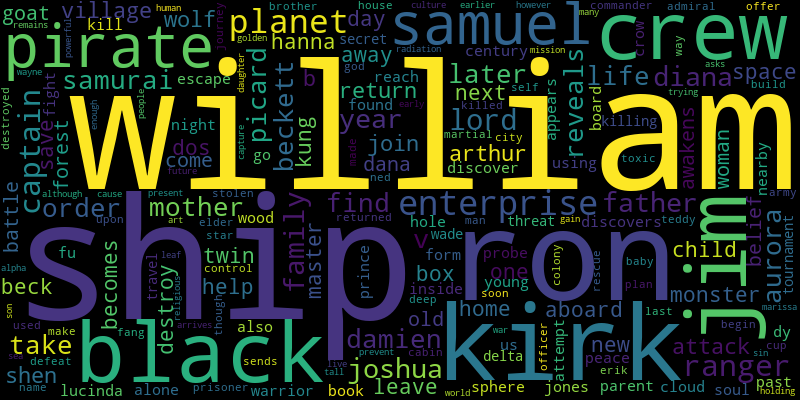 goat village wolf planet day brother house culture earlier however commander admiral offer
remains kill human powerful golden journey secret samuel many crew
pirate hanna century mission crow way
samurai escape daughter god away reach radiation later life diana space
picard beckett return found killed self next board reveals asks build
wayne enough people william
destroyed fight save captain forest night capture kung year lord martial city appears killing awakens woman trying nearby
dos go b join arthur using toxic
come early made dana ned discover
future
although cause present stolen order mother find enterprise father discovers teddy army
battle upon art elder wood family returned man threat gain belief
ship ron jim
fu star twin master hole v wade form probe colony child aurora tournament
beck becomes travel leaf control prince box inside one young rescue baby monster
alpha religious help deep soon plan
son used though home aboard last begin marissa
black kirk
make destroy arrives also damien old war us officer attempt new attack dy cup
take fang sea live cabin delta peace ranger sin
shen defeat sends prevent joshua erik parent cloud past
name lucinda alone prisoner warrior tall book leave world sphere jones soul holding